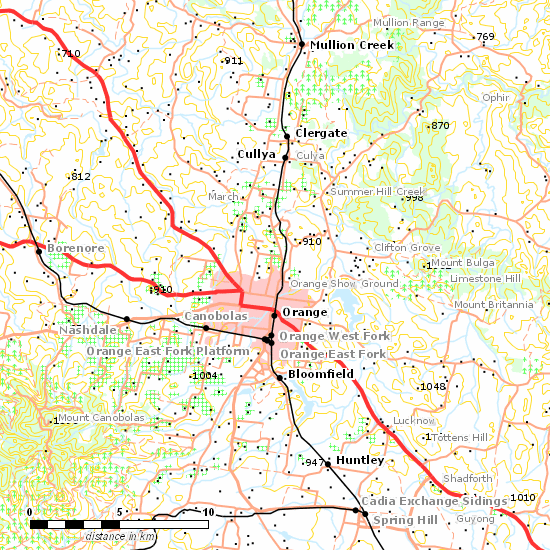 Mullion Range
769
Mullion Creek
710
911
Ophir
870
Clergate
Cullya
Culya
812
Summer Hill Creek
998
March
910
Clifton Grove
Borenore
Mount Bulga
Limestone Hill
Orange Show Ground
910
Mount Britannia
Canobolas
Orange
Nashdale
Orange West Fork
Orange East Fork Platform
Orange East Fork
1004
Bloomfield
1048
Mount Canobolas
Lucknow
Tottens Hill
947
Huntley
Shadforth
Cadia Exchange Sidings
1010
0 5 10
Spring Hill
Guyong
distance in km